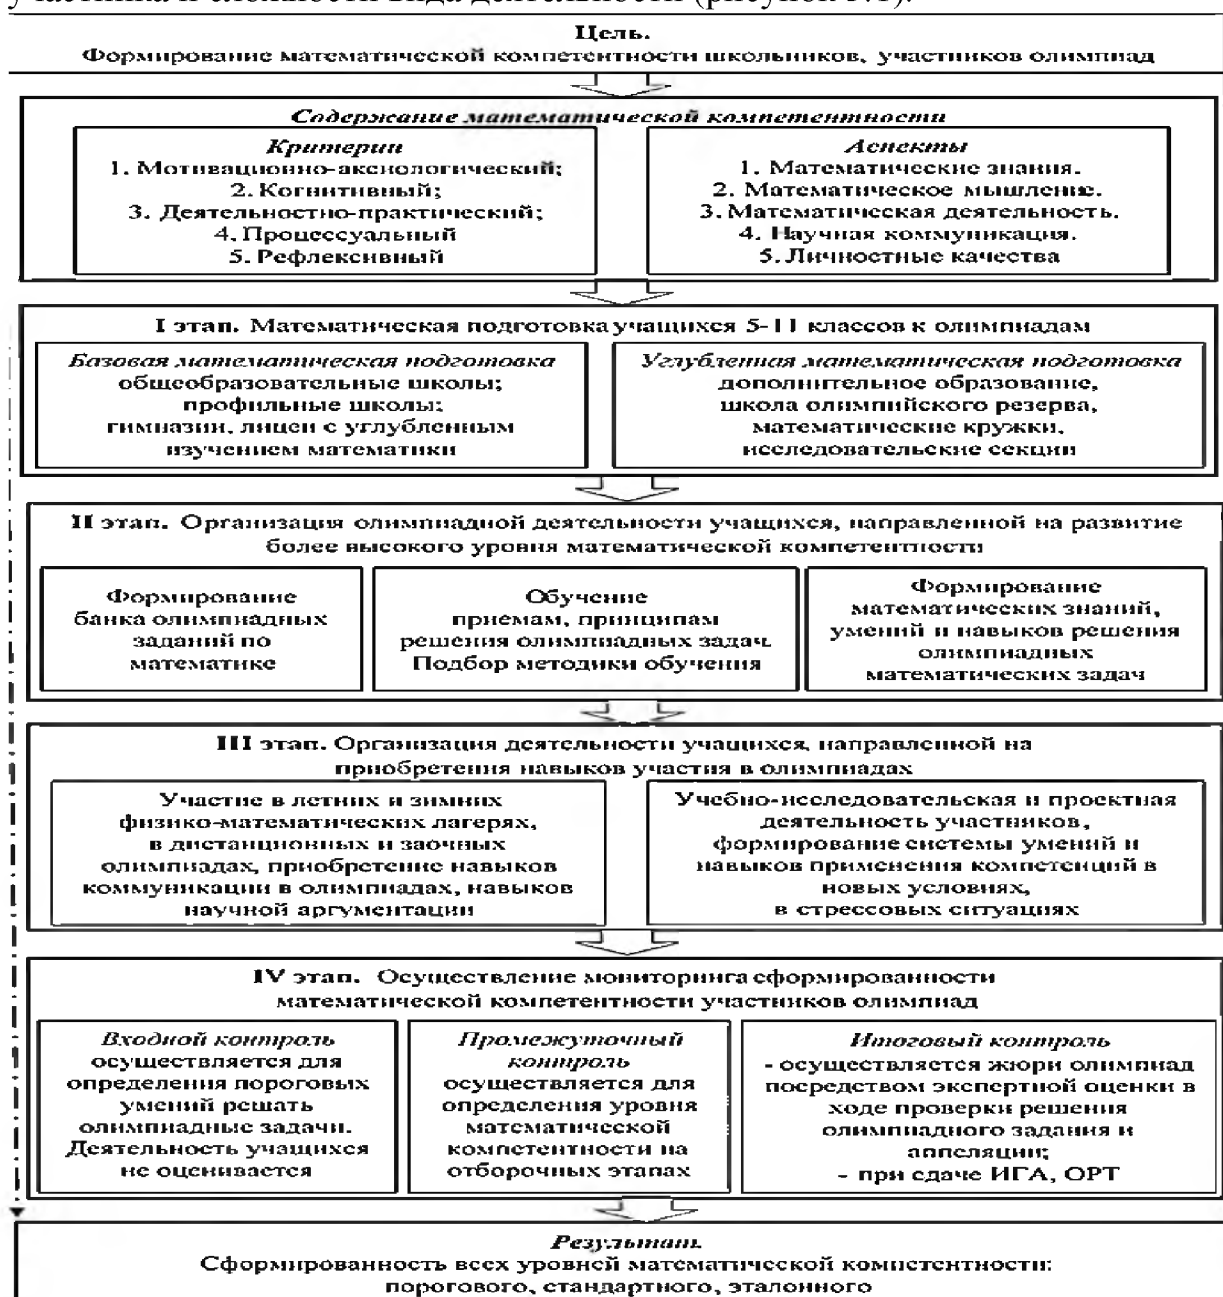 участника и сложности вида деятельности (рисунок
Цель.
Формирование математической компетентности школьников, участников олимпиад
Содержание математической компетентности
Критерии
1. Мотивационно-аксиологический;
2. Когнитивный;
3. Деятельностно-практический;
4. Процессуальный
5. Рефлексивный
Аспекты
1. Математические знания.
2. Математическое мышление.
3. Математическая деятельность.
4. Научная коммуникация.
5. Личностные качества
I этап. Математическая подготовка учащихся 5-11 классов к олимпиадам
Базовая математическая подготовка
общеобразовательные школы;
профильные школы;
гимназии, лицеи с углубленным
изучением математики
Углубленная математическая подготовка
дополнительное образование,
школа олимпийского резерва,
математические кружки,
исследовательские секции
II этап. Организация олимпиадной деятельности учащихся, направленной на развитие
более высокого уровня математической компетентности
Формирование
банка олимпиадных
заданий по
математике
Обучение
приемам, принципам
решения олимпиадных задач.
Подбор методики обучения
Формирование
математических знаний,
умений и навыков решения
олимпиадных
математических задач
III этап. Организация деятельности учащихся, направленной на
приобретения навыков участия в олимпиадах
Участие в летних и зимних
физико-математических лагерях,
в дистанционных и заочных
олимпиадах, приобретение навыков
коммуникации в олимпиадах, навыков
научной аргументации
Учебно-исследовательская и проектная
деятельность участников,
формирование системы умений и
навыков применения компетенций в
новых условиях,
в стрессовых ситуациях
IV этап. Осуществление мониторинга сформированности
математической компетентности участников олимпиад
Входной контроль
осуществляется для
определения пороговых
умений решать
олимпиадные задачи.
Деятельность учащихся
не оценивается
Промежуточный
контроль
осуществляется для
определения уровня
математической
компетентности на
отборочных этапах
Итоговый контроль
- осуществляется жюри олимпиад
посредством экспертной оценки в
ходе проверки решения
олимпиадного задания и
аппеляции;
- при сдаче ИГА, ОРТ
Результат.
Сформированность всех уровней математической компетентности:
порогового, стандартного, эталонного